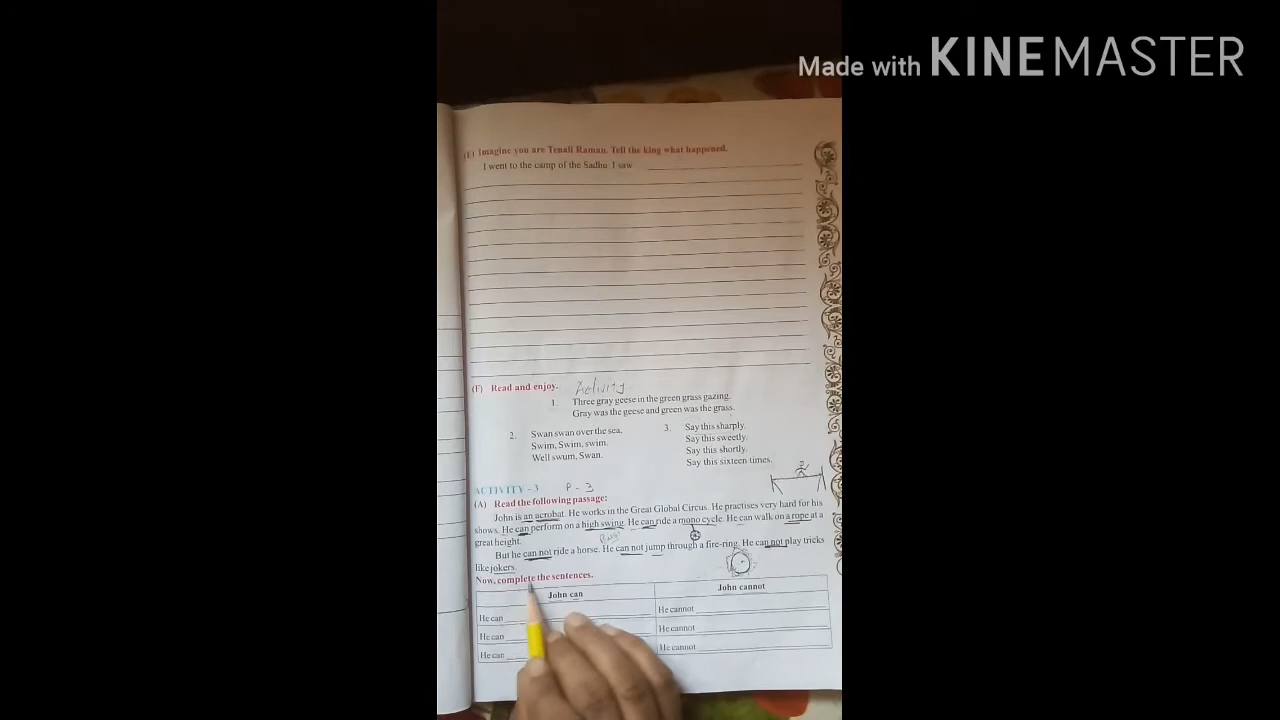 Made with KINEMASTER
(E) Imagine you are Tenali Raman. Tell the king what happened.
I went to the camp of the Sadhu I saw
(F) Read and enjoy. Activity
1. Three gray geese in the green grass gazing.
Gray was the geese and green was the grass.
2. Swan swan over the sea,
Swim, Swim, swim.
Well swum, Swan.
3. Say this sharply.
Say this sweetly.
Say this shortly.
Say this sixteen times.
ACTIVITY - 3 P - 3
(A) Read the following passage:
John is an acrobat. He works in the Great Global Circus. He practises very hard for his
shows. He can perform on a high swing. He can ride a mono cycle. He can walk on a rope at a
great height.
But he can not ride a horse. He can not jump through a fire-ring. He can not play tricks
like jokers.
Now, complete the sentences.
John can John cannot
He can He cannot
He can He cannot
He can He cannot